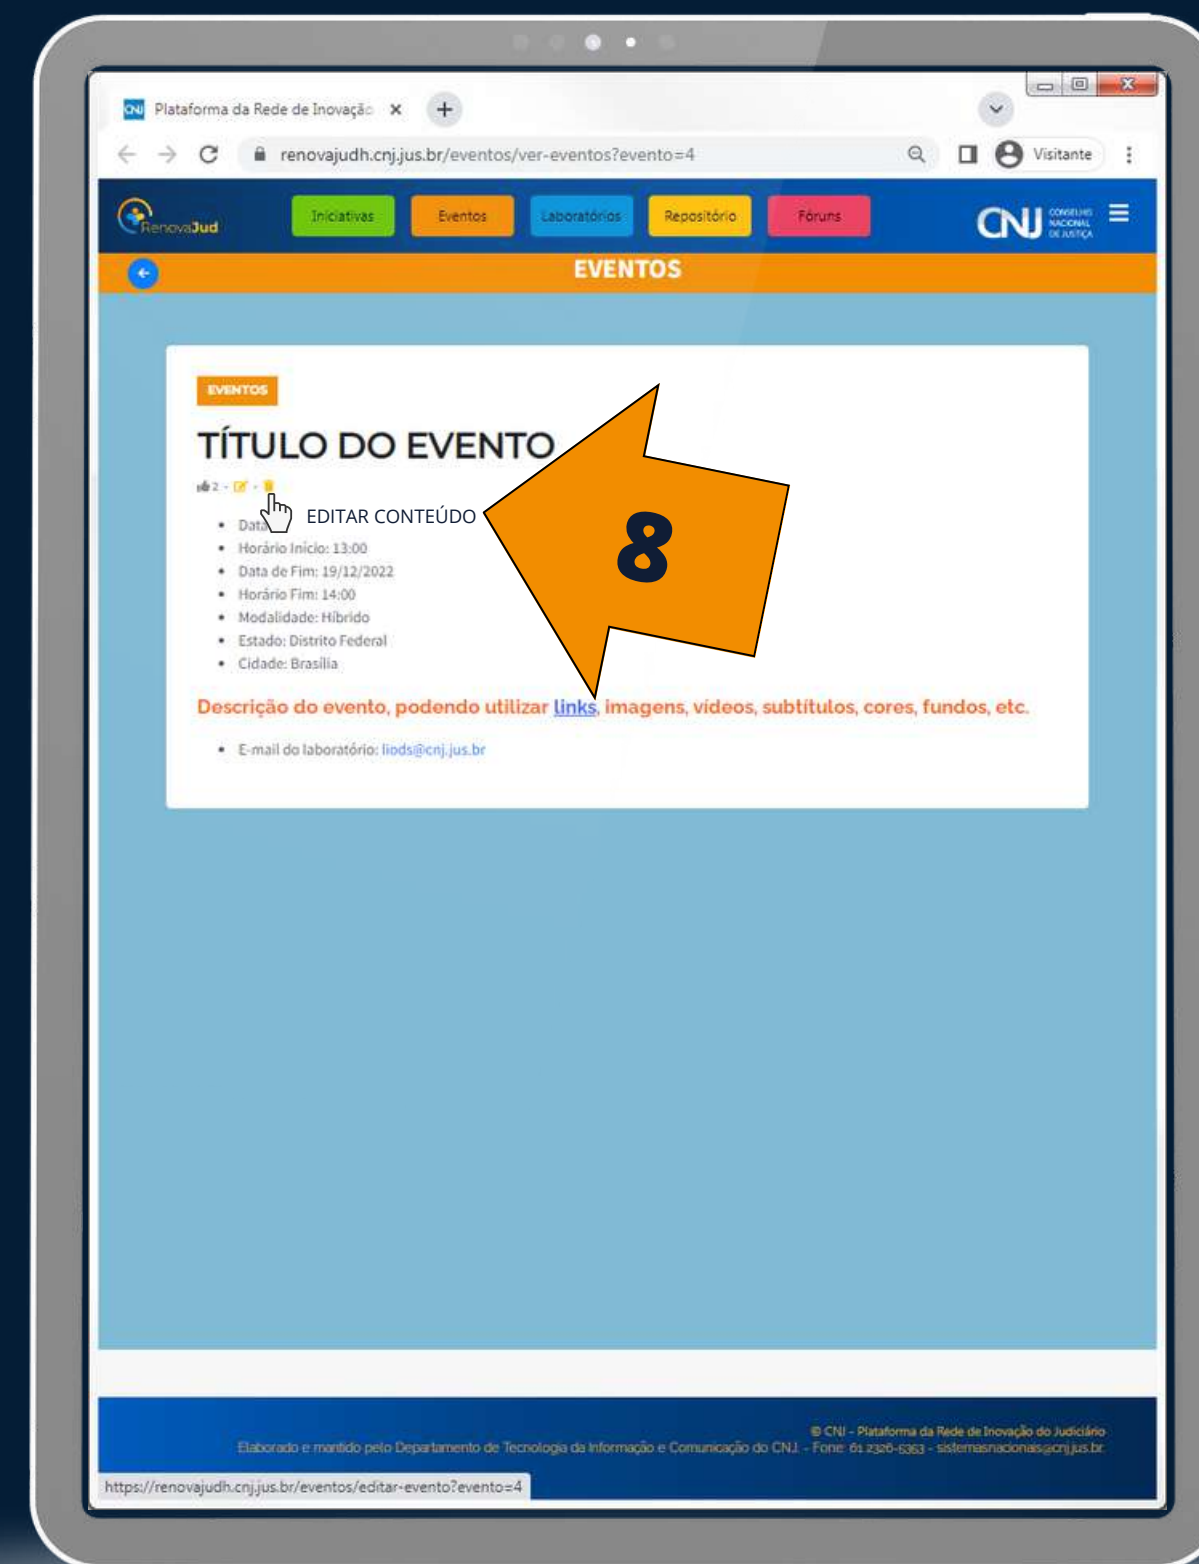 CNJ Plataforma da Rede de Inovação
renovajudh.cnj.jus.br/eventos/ver-eventos?evento=4
Visitante
RenovaJud
Iniciativas
Eventos
Laboratórios
Repositório
Fóruns
CNJ CONSELHO NACIONAL DE JUSTIÇA
EVENTOS
EVENTOS
TÍTULO DO EVENTO
2 - -
EDITAR CONTEÚDO
8
• Data
• Horário Início: 13:00
• Data de Fim: 19/12/2022
• Horário Fim: 14:00
• Modalidade: Híbrido
• Estado: Distrito Federal
• Cidade: Brasília
Descrição do evento, podendo utilizar links, imagens, vídeos, subtítulos, cores, fundos, etc.
• E-mail do laboratório: liods@cnj.jus.br
© CNJ - Plataforma da Rede de Inovação do Judiciário
Elaborado e mantido pelo Departamento de Tecnologia da Informação e Comunicação do CNJ. - Fone: 61 2326-5353 - sistemasnacionais@cnj.jus.br
https://renovajudh.cnj.jus.br/eventos/editar-evento?evento=4